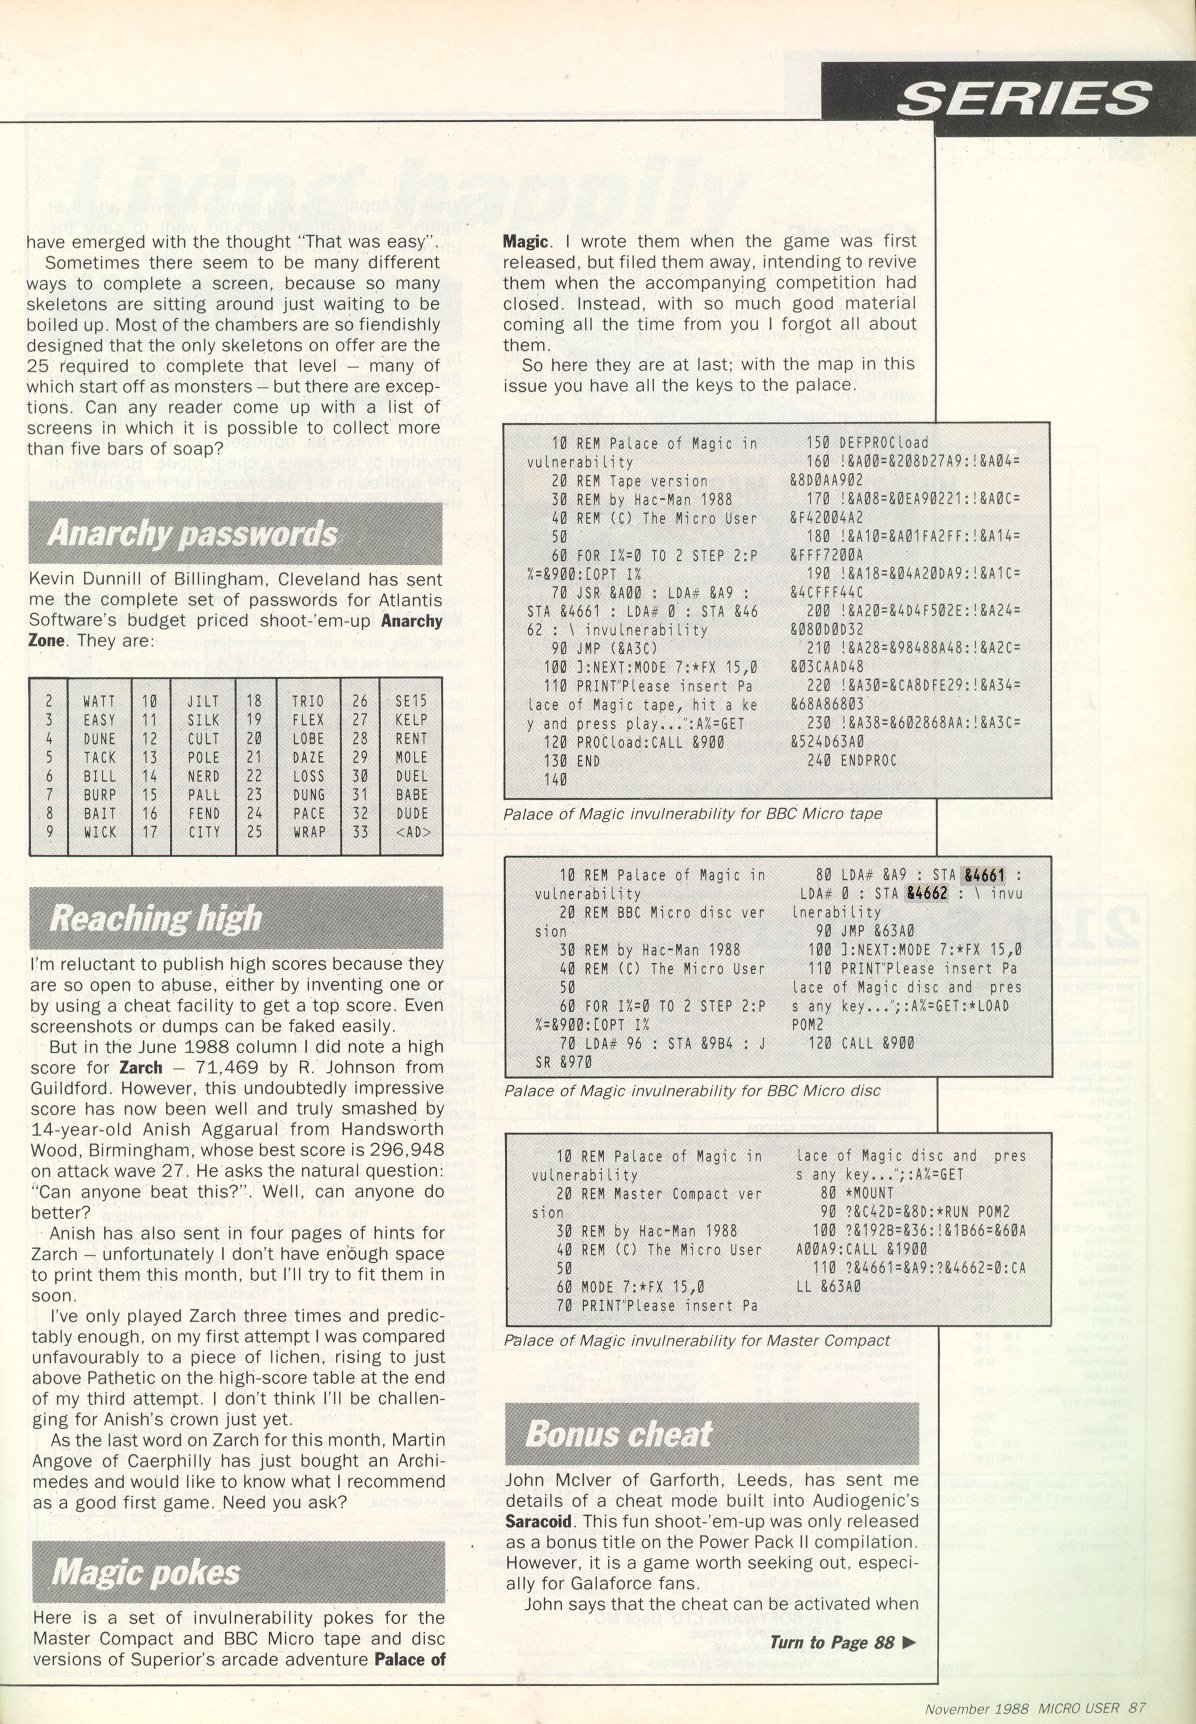 SERIES
have emerged with the thought "That was easy".
Sometimes there seem to be many different
ways to complete a screen, because so many
skeletons are sitting around just waiting to be
boiled up. Most of the chambers are so fiendishly
designed that the only skeletons on offer are the
25 required to complete that level – many of
which start off as monsters – but there are excep-
tions. Can any reader come up with a list of
screens in which it is possible to collect more
than five bars of soap?
Anarchy passwords
Kevin Dunnill of Billingham, Cleveland has sent
me the complete set of passwords for Atlantis
Software's budget priced shoot-'em-up Anarchy
Zone. They are:
2 WATT 10 JILT 18 TRIO 26 SE15
3 EASY 11 SILK 19 FLEX 27 KELP
4 DUNE 12 CULT 20 LOBE 28 RENT
5 TACK 13 POLE 21 DAZE 29 MOLE
6 BILL 14 NERD 22 LOSS 30 DUEL
7 BURP 15 PALL 23 DUNG 31 BABE
8 BAIT 16 FEND 24 PACE 32 DUDE
9 WICK 17 CITY 25 WRAP 33 <AD>
Reaching high
I'm reluctant to publish high scores because they
are so open to abuse, either by inventing one or
by using a cheat facility to get a top score. Even
screenshots or dumps can be faked easily.
But in the June 1988 column I did note a high
score for Zarch – 71,469 by R. Johnson from
Guildford. However, this undoubtedly impressive
score has now been well and truly smashed by
14-year-old Anish Aggarual from Handsworth
Wood, Birmingham, whose best score is 296,948
on attack wave 27. He asks the natural question:
"Can anyone beat this?". Well, can anyone do
better?
Anish has also sent in four pages of hints for
Zarch – unfortunately I don't have enough space
to print them this month, but I'll try to fit them in
soon.
I've only played Zarch three times and predic-
tably enough, on my first attempt I was compared
unfavourably to a piece of lichen, rising to just
above Pathetic on the high-score table at the end
of my third attempt. I don't think I'll be challen-
ging for Anish's crown just yet.
As the last word on Zarch for this month, Martin
Angove of Caerphilly has just bought an Archi-
medes and would like to know what I recommend
as a good first game. Need you ask?
Magic pokes
Here is a set of invulnerability pokes for the
Master Compact and BBC Micro tape and disc
versions of Superior's arcade adventure Palace of
Magic. I wrote them when the game was first
released, but filed them away, intending to revive
them when the accompanying competition had
closed. Instead, with so much good material
coming all the time from you I forgot all about
them.
So here they are at last; with the map in this
issue you have all the keys to the palace.
10 REM Palace of Magic in
vulnerability
20 REM Tape version
30 REM by Hac-Man 1988
40 REM (C) The Micro User
50
60 FOR I%=0 TO 2 STEP 2:P
%=&900:[OPT I%
70 JSR &A00 : LDA# &A9 :
STA &4661 : LDA# 0 : STA &46
62 : \ invulnerability
90 JMP (&A3C)
100 ]:NEXT:MODE 7:*FX 15,0
110 PRINT"Please insert Pa
lace of Magic tape, hit a ke
y and press play...":A%=GET
120 PROCload:CALL &900
130 END
140
150 DEFPROCload
160 !&A00=&208D27A9:!&A04=
&8D0AA902
170 !&A08=&0EA90221:!&A0C=
&F42004A2
180 !&A10=&A01FA2FF:!&A14=
&FFF7200A
190 !&A18=&04A20DA9:!&A1C=
&4CFFF44C
200 !&A20=&4D4F502E:!&A24=
&080D0D32
210 !&A28=&98488A48:!&A2C=
&03CAAD48
220 !&A30=&CA8DFE29:!&A34=
&68A86803
230 !&A38=&602868AA:!&A3C=
&524D63A0
240 ENDPROC
Palace of Magic invulnerability for BBC Micro tape
10 REM Palace of Magic in
vulnerability
20 REM BBC Micro disc ver
sion
30 REM by Hac-Man 1988
40 REM (C) The Micro User
50
60 FOR I%=0 TO 2 STEP 2:P
%=&900:[OPT I%
70 LDA# 96 : STA &9B4 : J
SR &970
80 LDA# &A9 : STA &4661 :
LDA# 0 : STA &4662 : \ invu
lnerability
90 JMP &63A0
100 ]:NEXT:MODE 7:*FX 15,0
110 PRINT"Please insert Pa
lace of Magic disc and pres
s any key...";:A%=GET:*LOAD
POM2
120 CALL &900
Palace of Magic invulnerability for BBC Micro disc
10 REM Palace of Magic in
vulnerability
20 REM Master Compact ver
sion
30 REM by Hac-Man 1988
40 REM (C) The Micro User
50
60 MODE 7:*FX 15,0
70 PRINT"Please insert Pa
lace of Magic disc and pres
s any key...";:A%=GET
80 *MOUNT
90 ?&C42D=&8D:*RUN POM2
100 ?&192B=&36:!&1B66=&60A
A00A9:CALL &1900
110 ?&4661=&A9:?&4662=0:CA
LL &63A0
Palace of Magic invulnerability for Master Compact
Bonus cheat
John McIver of Garforth, Leeds, has sent me
details of a cheat mode built into Audiogenic's
Saracoid. This fun shoot-'em-up was only released
as a bonus title on the Power Pack II compilation.
However, it is a game worth seeking out, especi-
ally for Galaforce fans.
John says that the cheat can be activated when
Turn to Page 88 ►
November 1988 MICRO USER 87